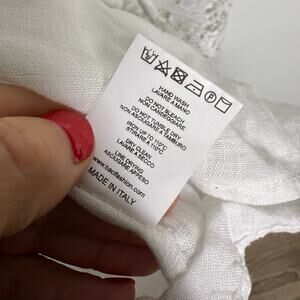 HAND WASH
LAVARE A MANO
DO NOT BLEACH
NON CANDEGGIARE
DO NOT TUMBLE DRY
NON ASCIUGARE A TAMBURO
IRON UP TO 110°C
STIRARE A 110°C
DRY CLEAN
LAVARE A SECCO
LINE DRYING
ASCIUGARE APPESO
www.baolfashion.com
MADE IN ITALY